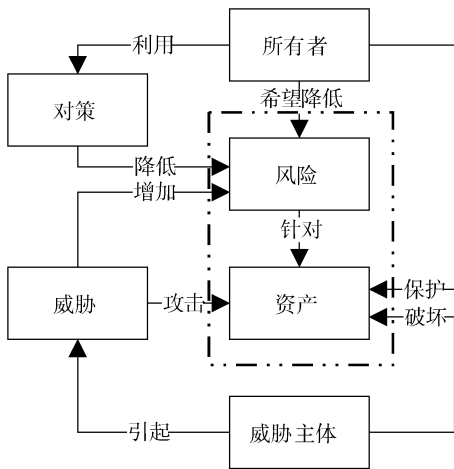 利用
所有者
对策
希望降低
降低
风险
增加
针对
威胁
攻击
资产
保护
破坏
引起
威胁主体